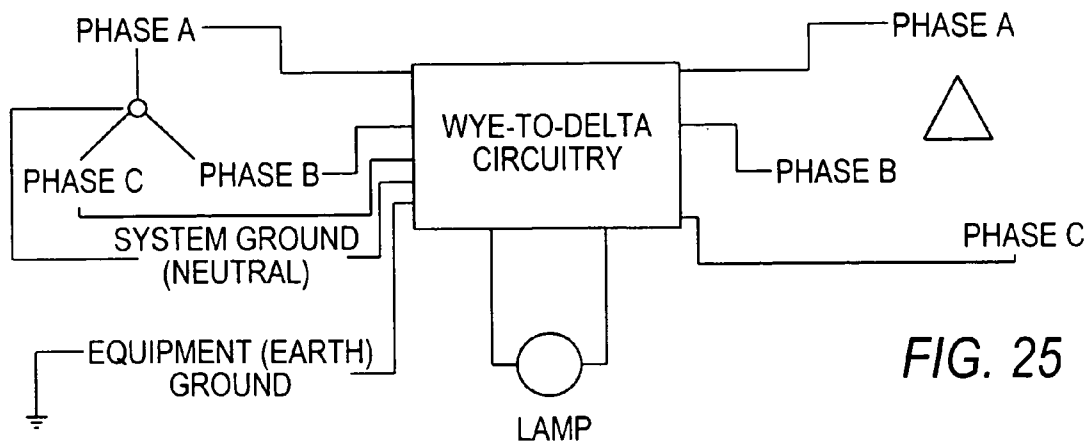 PHASE A
PHASE C
PHASE B
SYSTEM GROUND
(NEUTRAL)
EQUIPMENT (EARTH)
GROUND
WYE-TO-DELTA
CIRCUITRY
LAMP
PHASE A
PHASE B
PHASE C
FIG. 25